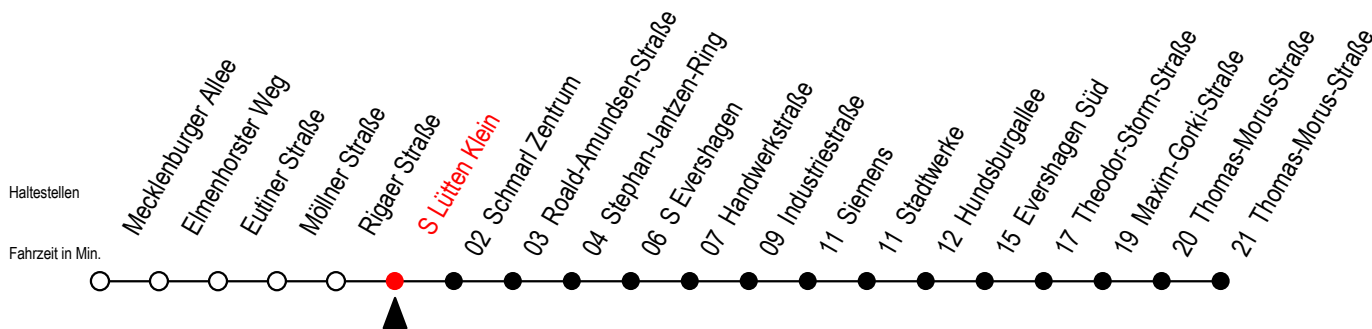 Haltestellen
Fahrzeit in Min.
Mecklenburger Allee
Elmenhorster Weg
Eutiner Straße
Möllner Straße
Rigaer Straße
S Lütten Klein
02 Schmarl Zentrum
03 Roald-Amundsen-Straße
04 Stephan-Jantzen-Ring
06 S Evershagen
07 Handwerkstraße
09 Industriestraße
11 Siemens
11 Stadtwerke
12 Hundsburgallee
15 Evershagen Süd
17 Theodor-Storm-Straße
19 Maxim-Gorki-Straße
20 Thomas-Morus-Straße
21 Thomas-Morus-Straße